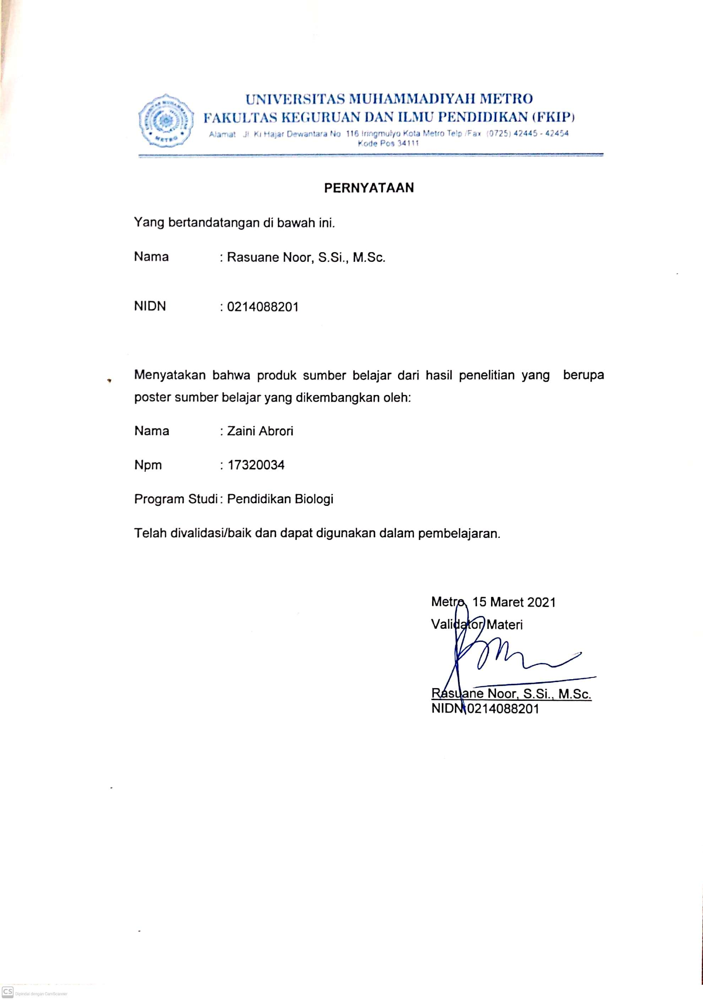 UNIVERSITAS MUHAMMADIYAH METRO
FAKULTAS KEGURUAN DAN ILMU PENDIDIKAN (FKIP)
Alamat Jl Ki Hajar Dewantara No 116 Iringmulyo Kota Metro Telp /Fax (0725) 42445 - 42454
Kode Pos 34111
METRO
PERNYATAAN
Yang bertandatangan di bawah ini.
Nama : Rasuane Noor, S.Si., M.Sc.
NIDN : 0214088201
Menyatakan bahwa produk sumber belajar dari hasil penelitian yang berupa
poster sumber belajar yang dikembangkan oleh:
Nama : Zaini Abrori
Npm : 17320034
Program Studi : Pendidikan Biologi
Telah divalidasi/baik dan dapat digunakan dalam pembelajaran.
Metro, 15 Maret 2021
Validator Materi
Rasuane Noor, S.Si., M.Sc.
NIDN 0214088201
CS Dipindai dengan CamScanner